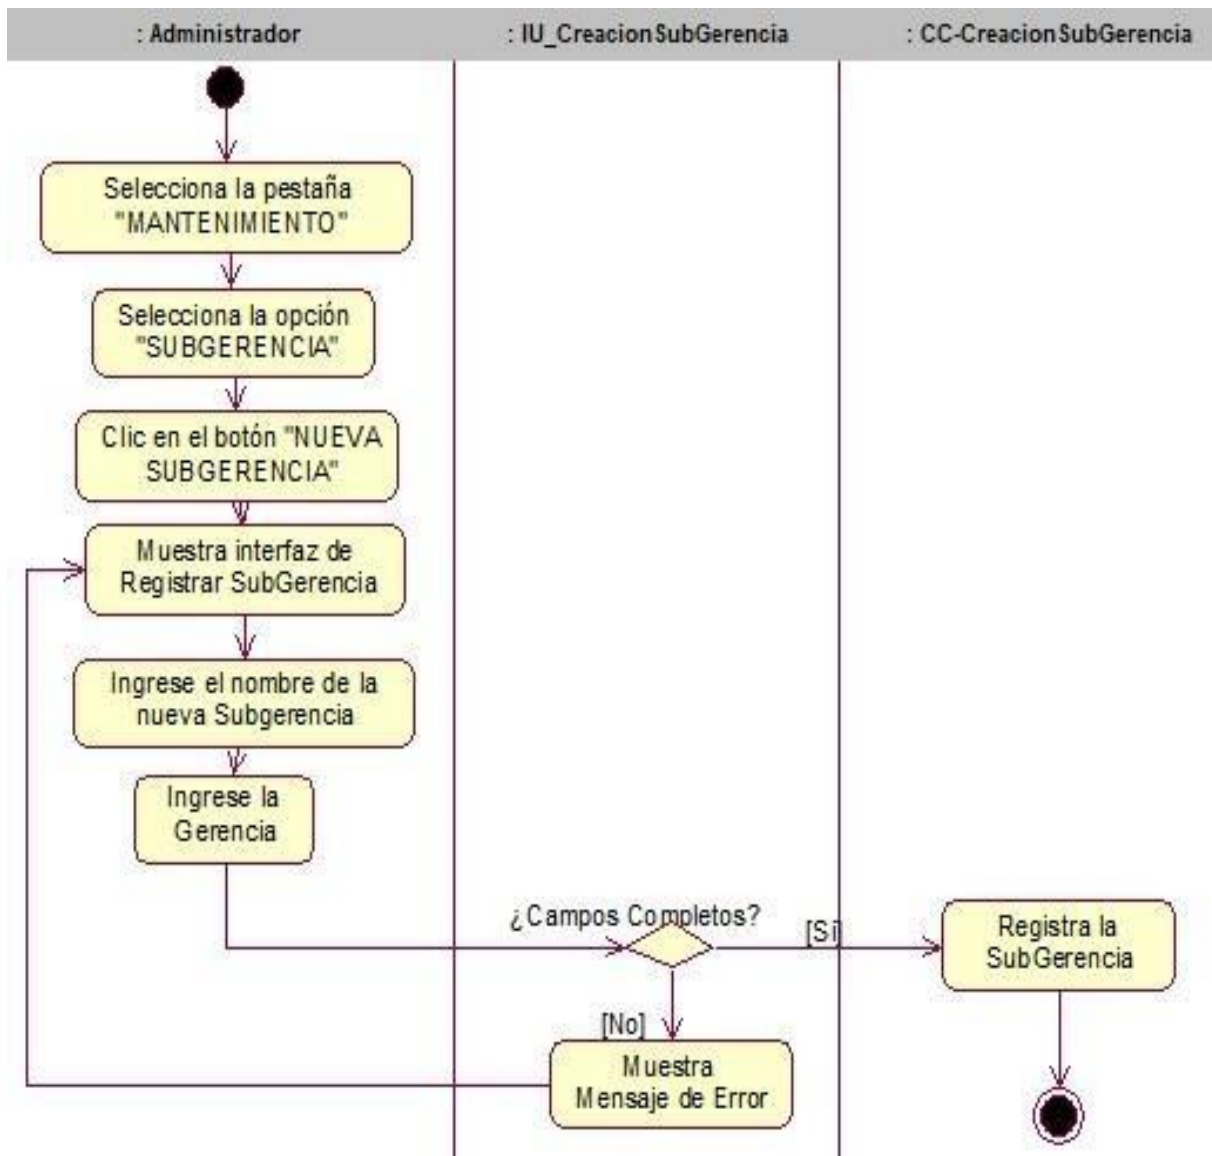 : Administrador
: IU_CreacionSubGerencia
: CC-CreacionSubGerencia
Selecciona la pestaña
"MANTENIMIENTO"
Selecciona la opción
"SUBGERENCIA"
Clic en el botón "NUEVA
SUBGERENCIA"
Muestra interfaz de
Registrar SubGerencia
Ingrese el nombre de la
nueva Subgerencia
Ingrese la
Gerencia
¿Campos Completos?
[Si]
Registra la
SubGerencia
[No]
Muestra
Mensaje de Error